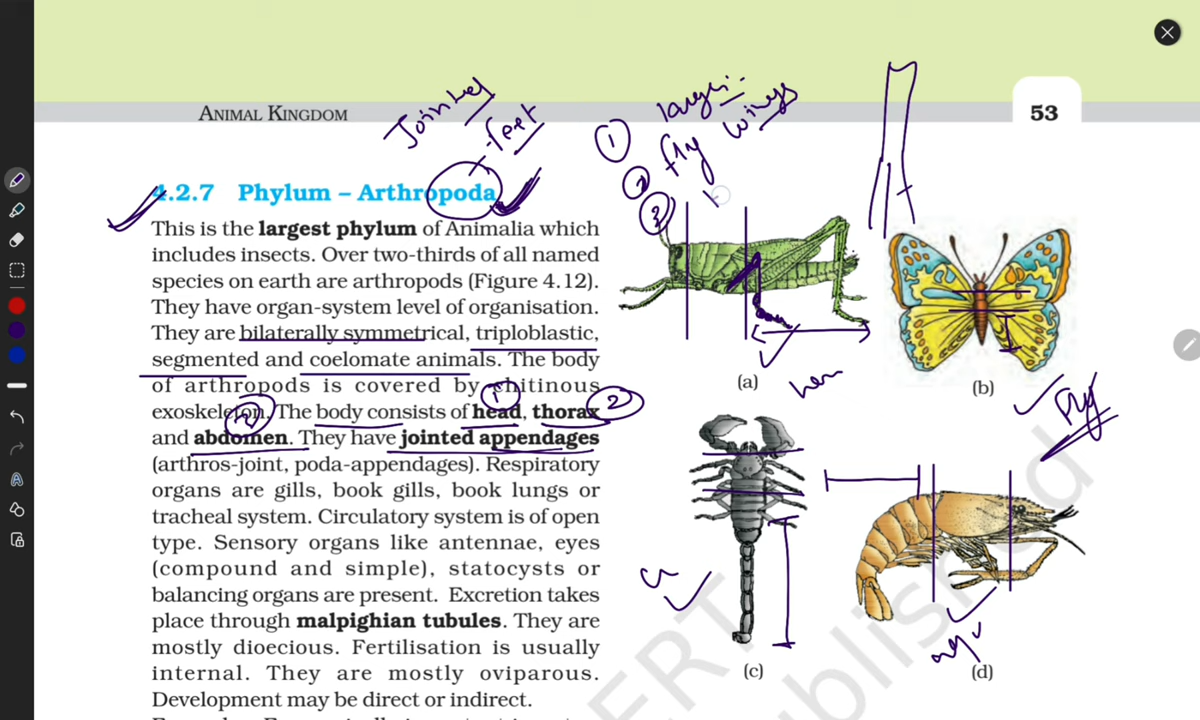 ANIMAL KINGDOM
53
Jointed
feet
① largest
② fly wings
③
4.2.7 Phylum – Arthropoda
This is the largest phylum of Animalia which
includes insects. Over two-thirds of all named
species on earth are arthropods (Figure 4.12).
They have organ-system level of organisation.
They are bilaterally symmetrical, triploblastic,
segmented and coelomate animals. The body
of arthropods is covered by chitinous
exoskeleton. The body consists of head, thorax
and abdomen. They have jointed appendages
(arthros-joint, poda-appendages). Respiratory
organs are gills, book gills, book lungs or
tracheal system. Circulatory system is of open
type. Sensory organs like antennae, eyes
(compound and simple), statocysts or
balancing organs are present. Excretion takes
place through malpighian tubules. They are
mostly dioecious. Fertilisation is usually
internal. They are mostly oviparous.
Development may be direct or indirect.
①
②
(a)
(b)
Fly
(c)
(d)